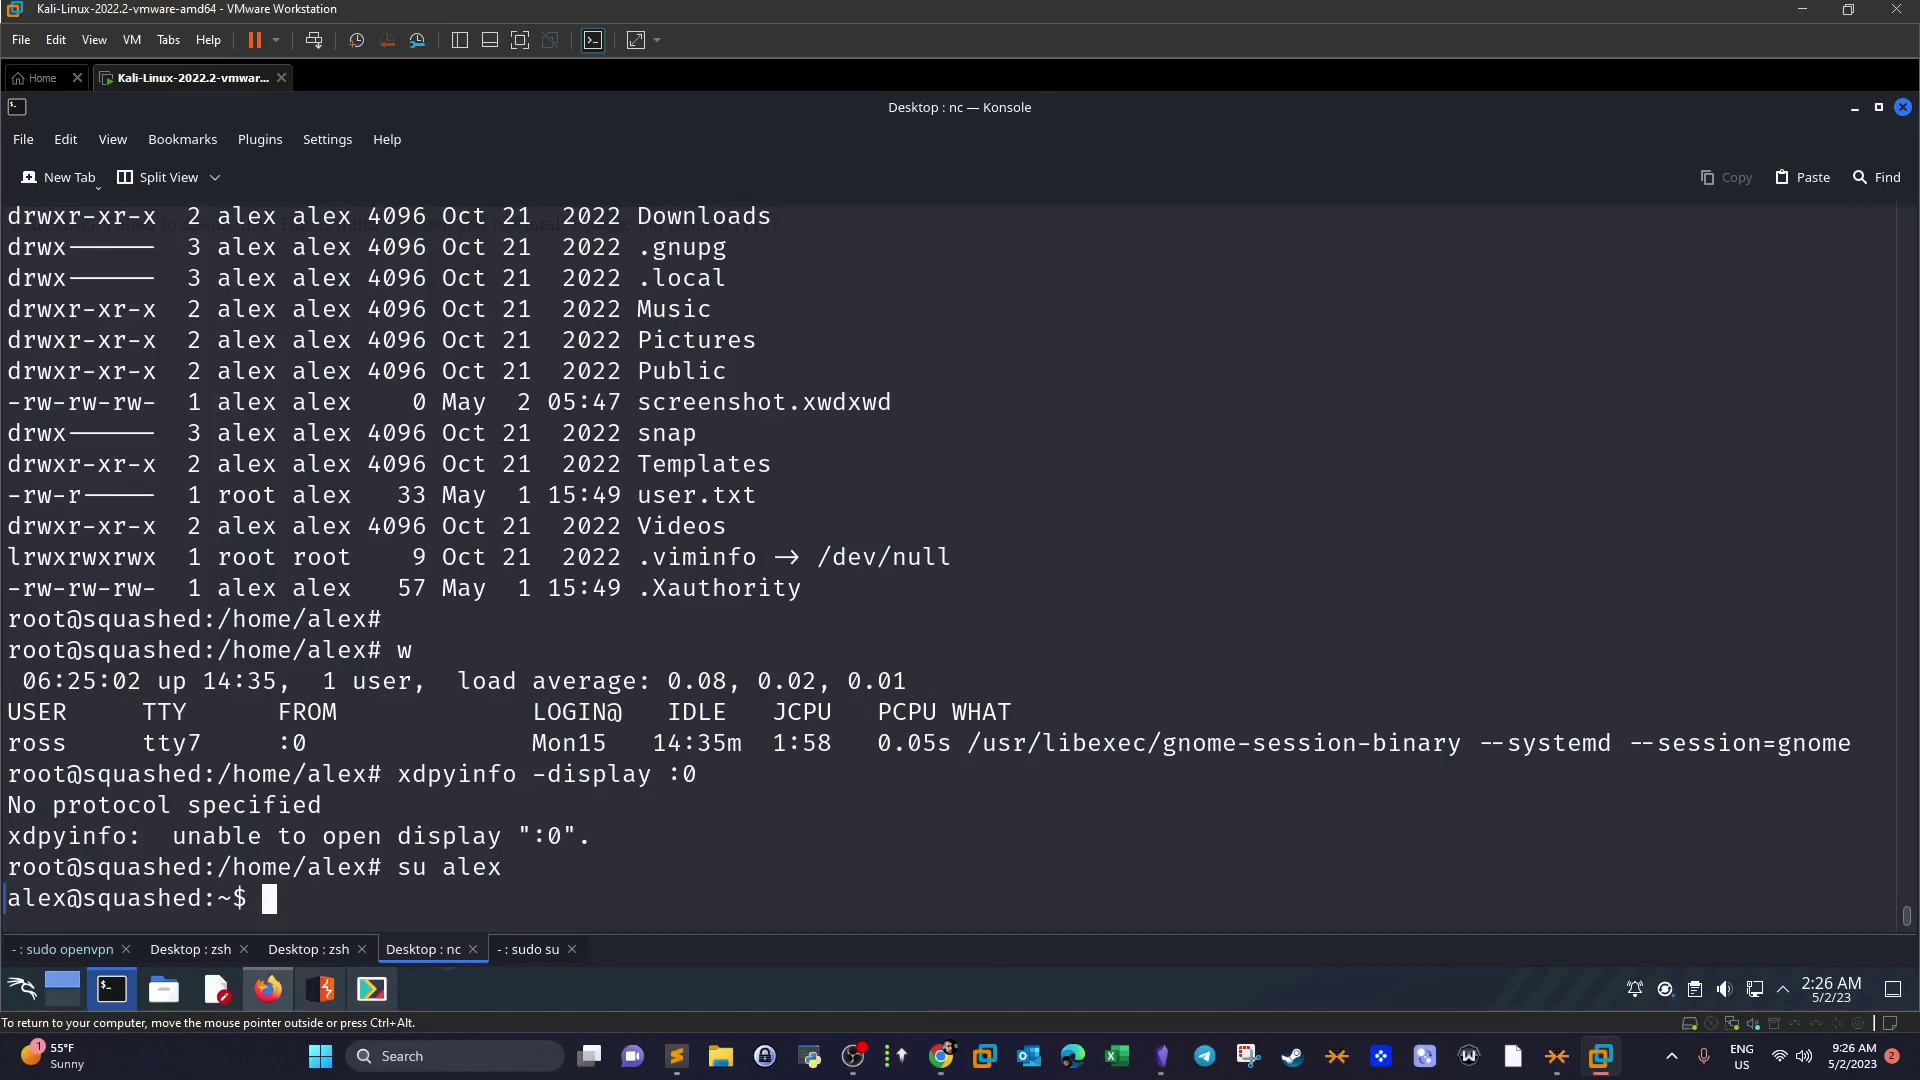 Kali-Linux-2022.2-vmware-amd64 - VMware Workstation
File Edit View VM Tabs Help
Home Kali-Linux-2022.2-vmwar...
Desktop : nc — Konsole
File Edit View Bookmarks Plugins Settings Help
New Tab Split View Copy Paste Find
drwxr-xr-x 2 alex alex 4096 Oct 21 2022 Downloads
drwx------ 3 alex alex 4096 Oct 21 2022 .gnupg
drwx------ 3 alex alex 4096 Oct 21 2022 .local
drwxr-xr-x 2 alex alex 4096 Oct 21 2022 Music
drwxr-xr-x 2 alex alex 4096 Oct 21 2022 Pictures
drwxr-xr-x 2 alex alex 4096 Oct 21 2022 Public
-rw-rw-rw- 1 alex alex 0 May 2 05:47 screenshot.xwdxwd
drwx------ 3 alex alex 4096 Oct 21 2022 snap
drwxr-xr-x 2 alex alex 4096 Oct 21 2022 Templates
-rw-r----- 1 root alex 33 May 1 15:49 user.txt
drwxr-xr-x 2 alex alex 4096 Oct 21 2022 Videos
lrwxrwxrwx 1 root root 9 Oct 21 2022 .viminfo -> /dev/null
-rw-rw-rw- 1 alex alex 57 May 1 15:49 .Xauthority
root@squashed:/home/alex#
root@squashed:/home/alex# w
06:25:02 up 14:35, 1 user, load average: 0.08, 0.02, 0.01
USER TTY FROM LOGIN@ IDLE JCPU PCPU WHAT
ross tty7 :0 Mon15 14:35m 1:58 0.05s /usr/libexec/gnome-session-binary --systemd --session=gnome
root@squashed:/home/alex# xdpyinfo -display :0
No protocol specified
xdpyinfo: unable to open display ":0".
root@squashed:/home/alex# su alex
alex@squashed:~$
- : sudo openvpn Desktop : zsh Desktop : zsh Desktop : nc - : sudo su
2:26 AM
5/2/23
To return to your computer, move the mouse pointer outside or press Ctrl+Alt.
1
55°F
Sunny
Search
ENG
US
9:26 AM
5/2/2023
2